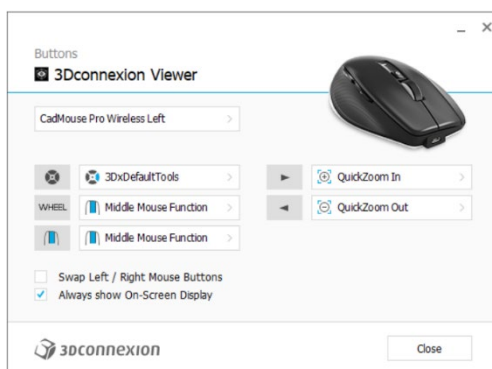 Buttons
3Dconnexion Viewer
CadMouse Pro Wireless Left
3DxDefaultTools
QuickZoom In
WHEEL
Middle Mouse Function
QuickZoom Out
Middle Mouse Function
Swap Left / Right Mouse Buttons
Always show On-Screen Display
3Dconnexion
Close